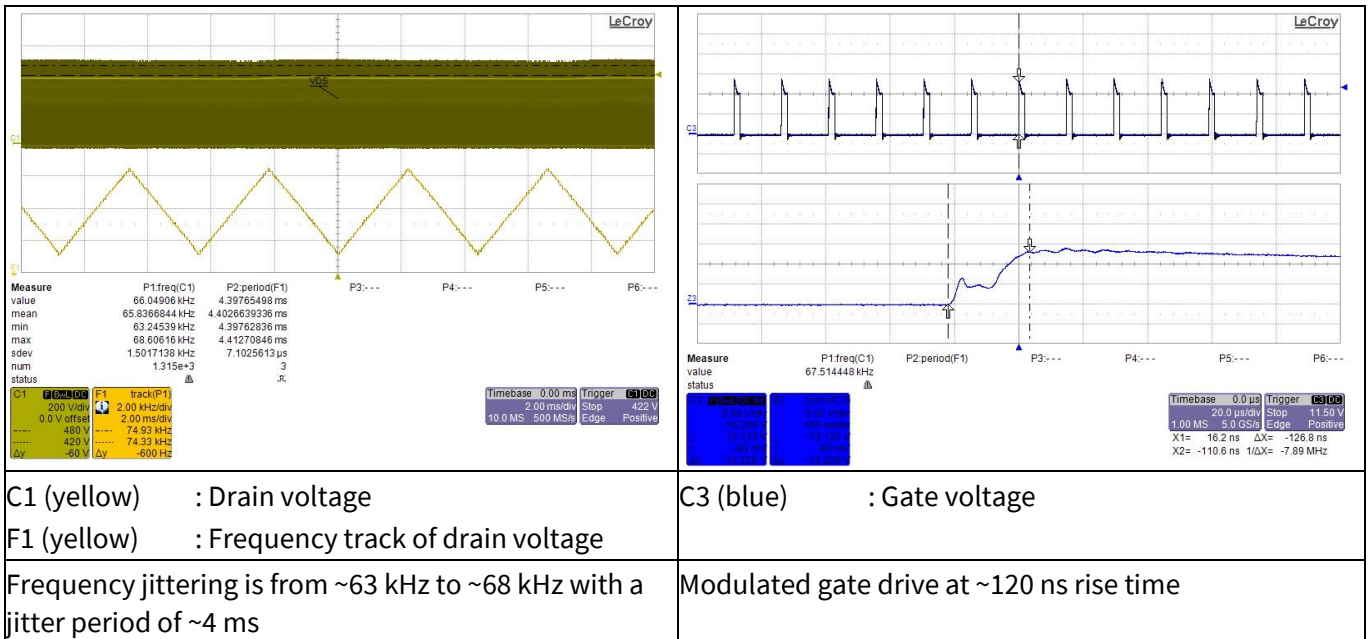 LeCroy
VDS
C1
F1
Measure P1:freq(C1) P2:period(F1) P3:- - - P4:- - - P5:- - - P6:- - -
value 66.04906 kHz 4.39765498 ms
mean 65.8366844 kHz 4.4026639336 ms
min 63.24539 kHz 4.39762836 ms
max 68.60616 kHz 4.41270846 ms
sdev 1.5017138 kHz 7.1025613 µs
num 1.315e+3 3
status
C1 F BwL DC F1 track(P1)
200 V/div 2.00 kHz/div
0.0 V offset 2.00 ms/div
480 V 74.93 kHz
420 V 74.33 kHz
Δy -60 V Δy -600 Hz
Timebase 0.00 ms Trigger C1 DC
2.00 ms/div Stop 422 V
10.0 MS 500 MS/s Edge Positive
LeCroy
C3
Z3
Measure P1:freq(C1) P2:period(F1) P3:- - - P4:- - - P5:- - - P6:- - -
value 67.514448 kHz
status
Timebase 0.0 µs Trigger C3 DC
20.0 µs/div Stop 11.50 V
1.00 MS 5.0 GS/s Edge Positive
X1= 16.2 ns ΔX= -126.8 ns
X2= -110.6 ns 1/ΔX= -7.89 MHz
C1 (yellow) : Drain voltage
F1 (yellow) : Frequency track of drain voltage
C3 (blue) : Gate voltage
Frequency jittering is from ~63 kHz to ~68 kHz with a
jitter period of ~4 ms
Modulated gate drive at ~120 ns rise time